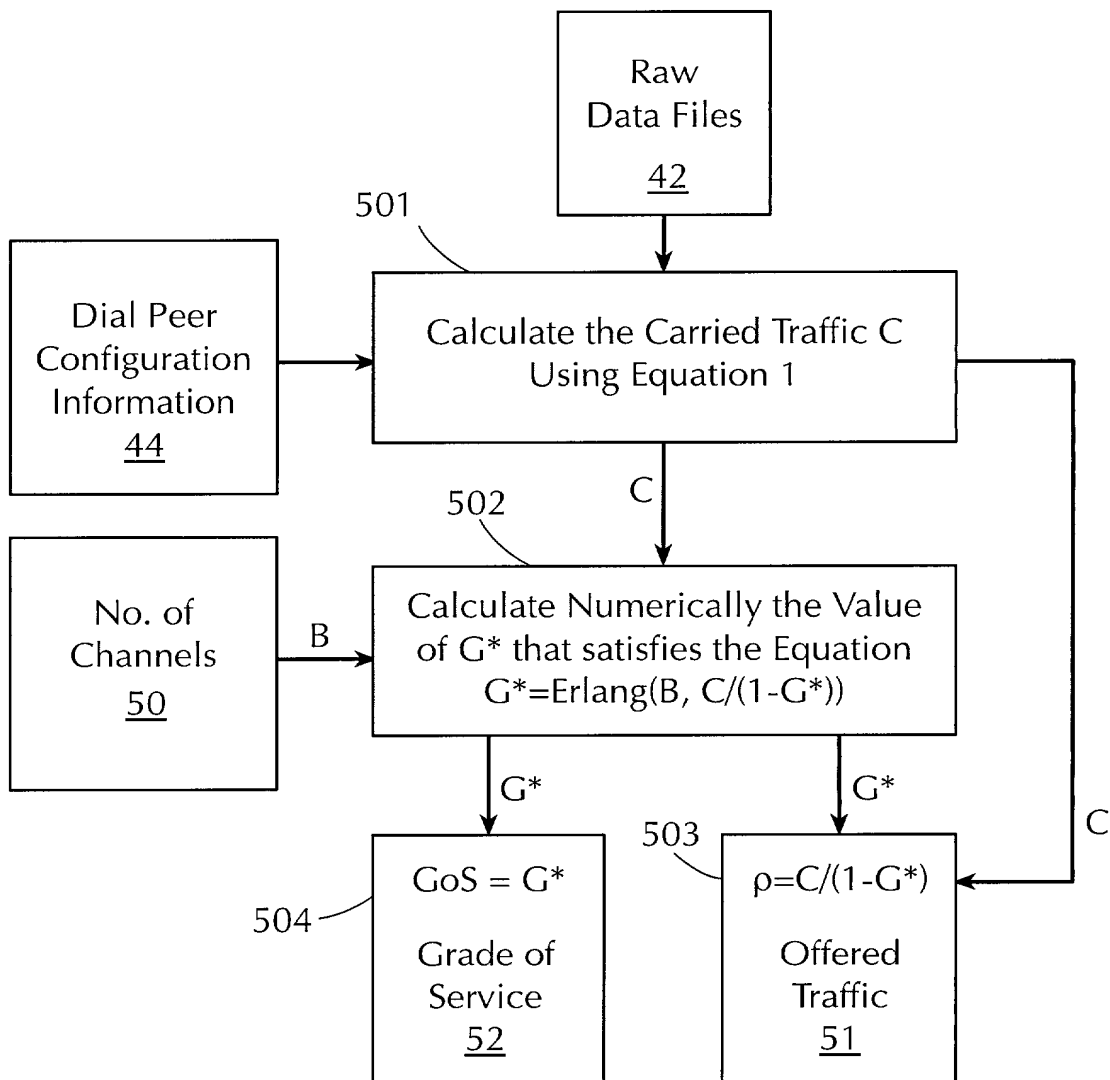 Raw
Data Files
42
501
Dial Peer
Configuration
Information
44
Calculate the Carried Traffic C
Using Equation 1
C
502
No. of
Channels
50
B
Calculate Numerically the Value
of G* that satisfies the Equation
G*=Erlang(B, C/(1-G*))
G*
G*
C
503
504
GoS = G*
Grade of
Service
52
ρ=C/(1-G*)
Offered
Traffic
51